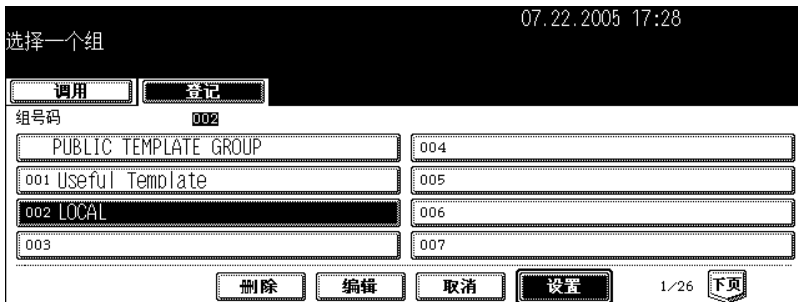 07.22.2005 17:28
选择一个组
调用 登记
组号码 002
PUBLIC TEMPLATE GROUP 004
001 Useful Template 005
002 LOCAL 006
003 007
删除 编辑 取消 设置 1/26 下页